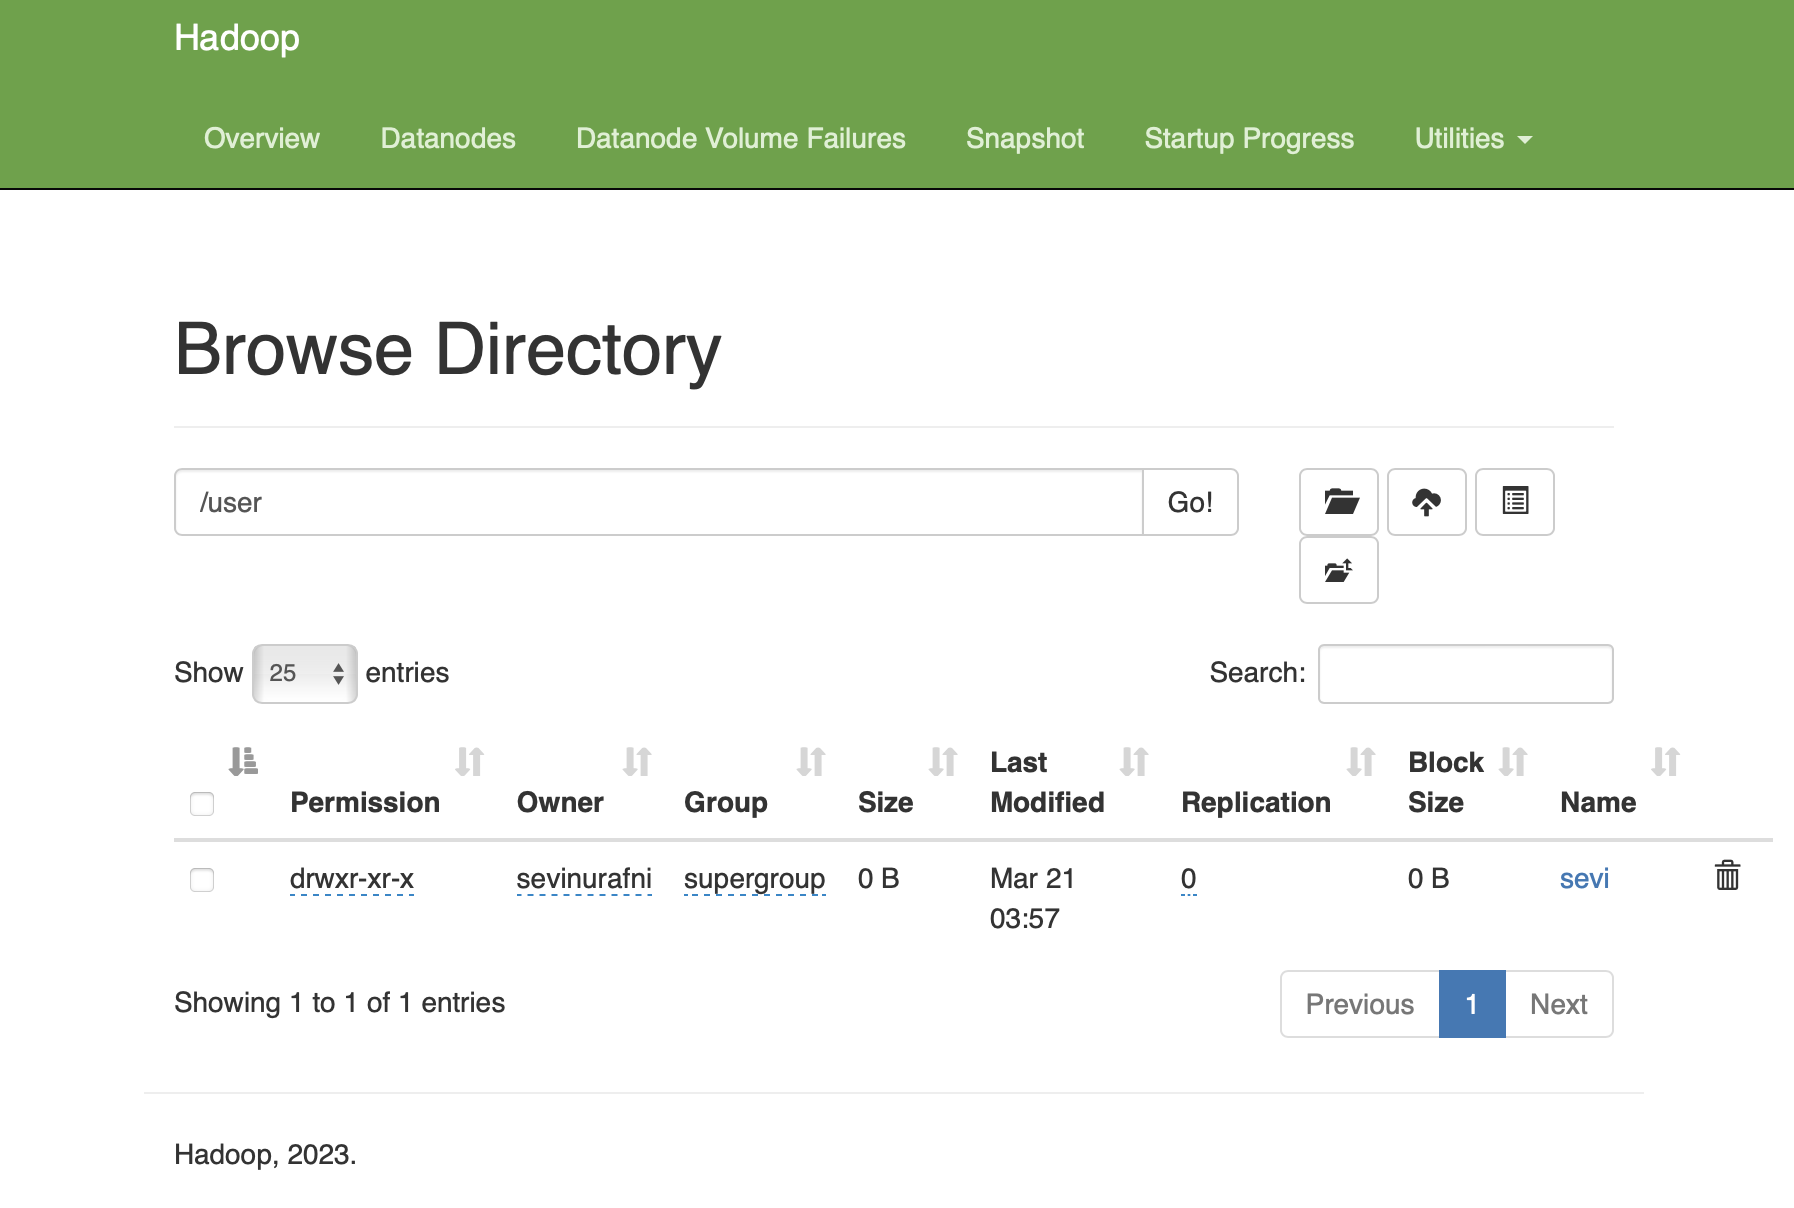 Hadoop
Overview Datanodes Datanode Volume Failures Snapshot Startup Progress Utilities
Browse Directory
/user Go!
Show 25 entries Search:
Permission Owner Group Size Last Modified Replication Block Size Name
drwxr-xr-x sevinurafni supergroup 0 B Mar 21 03:57 0 0 B sevi
Showing 1 to 1 of 1 entries Previous 1 Next
Hadoop, 2023.